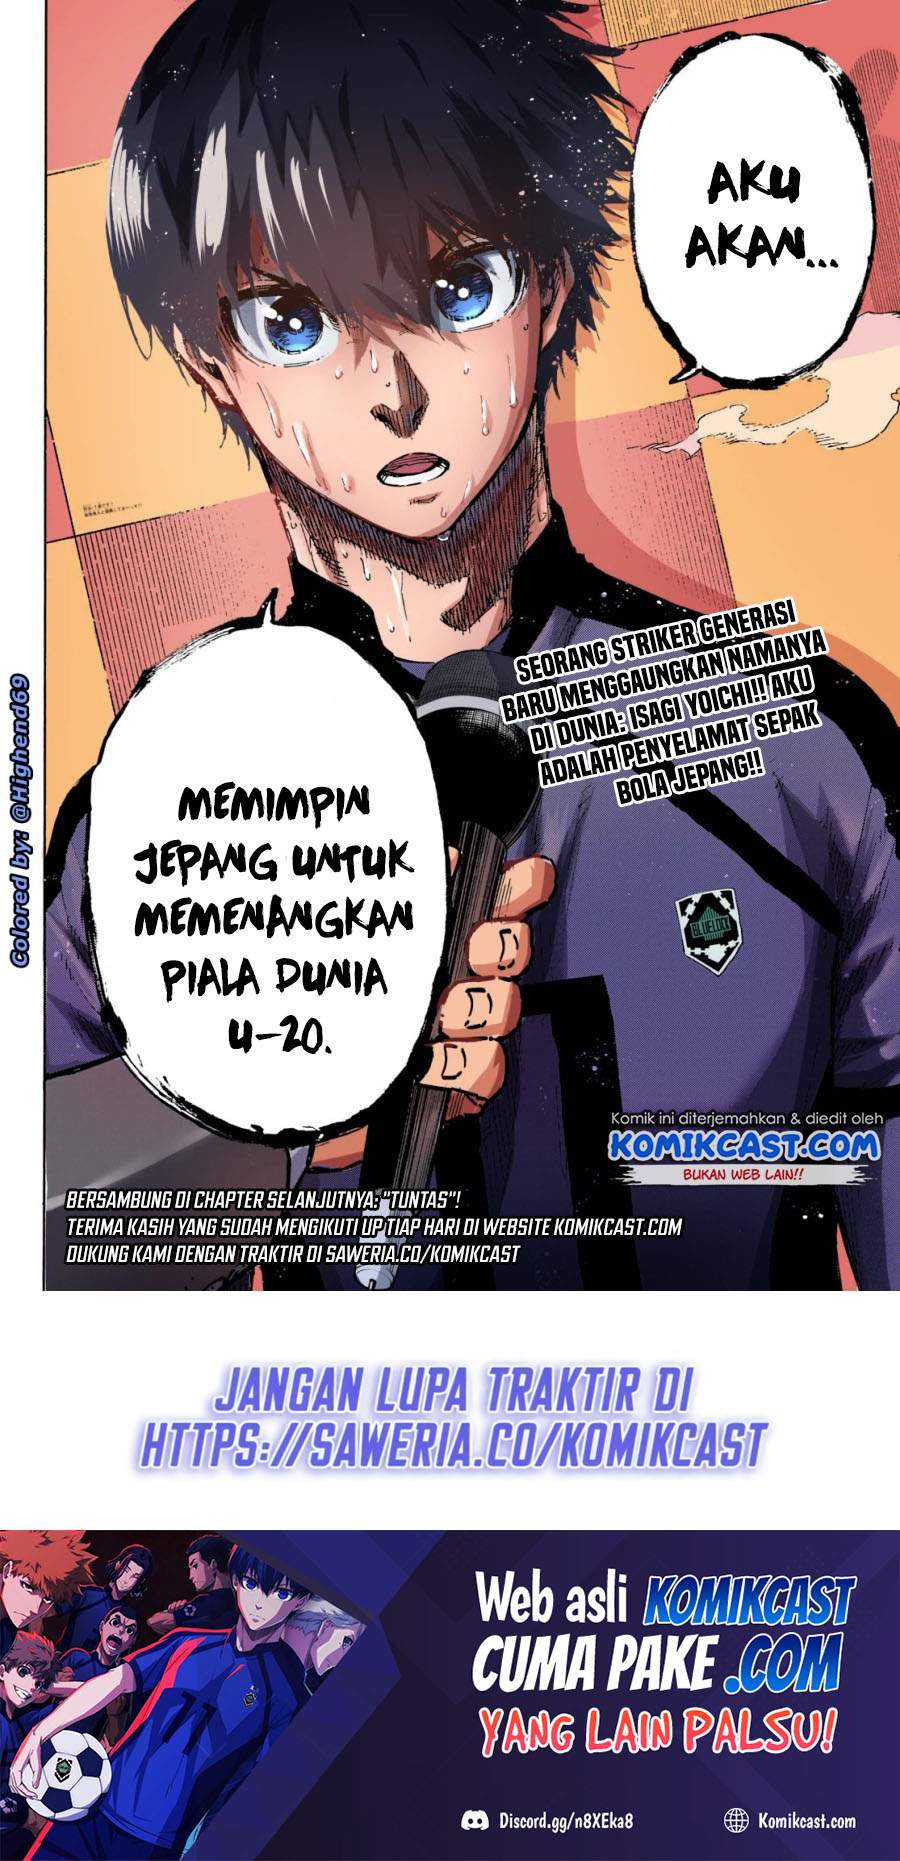 AKU
AKAN...
SEORANG STRIKER GENERASI
BARU MENGGAUNGKAN NAMANYA
DI DUNIA: ISAGI YOICHI!! AKU
ADALAH PENYELAMAT SEPAK
BOLA JEPANG!!
MEMIMPIN
JEPANG UNTUK
MEMENANGKAN
PIALA DUNIA
U-20.
Colored by: @Highend69
BLUELOCK
Komik ini diterjemahkan & diedit oleh
KOMIKCAST.COM
BUKAN WEB LAIN!!
BERSAMBUNG DI CHAPTER SELANJUTNYA: "TUNTAS"!
TERIMA KASIH YANG SUDAH MENGIKUTI UP TIAP HARI DI WEBSITE KOMIKCAST.COM
DUKUNG KAMI DENGAN TRAKTIR DI SAWERIA.CO/KOMIKCAST
JANGAN LUPA TRAKTIR DI
HTTPS://SAWERIA.CO/KOMIKCAST
Web asli KOMIKCAST
CUMA PAKE .COM
YANG LAIN PALSU!
Discord.gg/n8XEka8
Komikcast.com